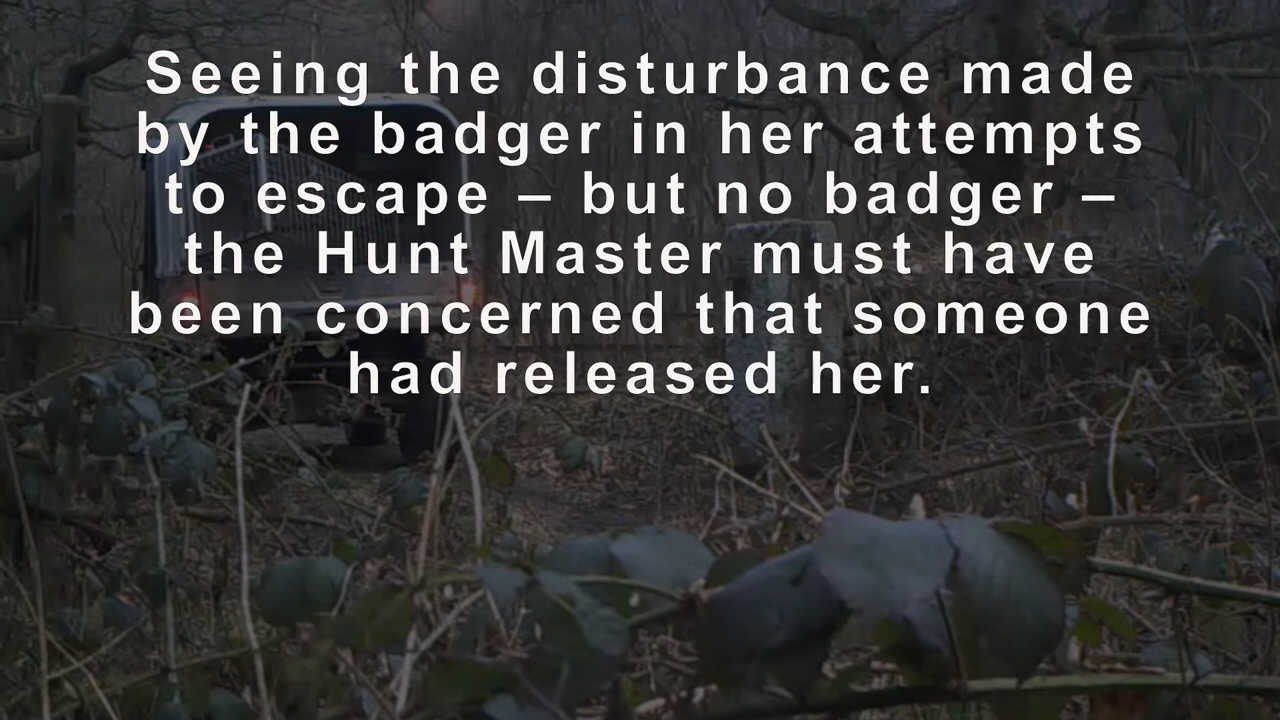 Seeing the disturbance made
by the badger in her attempts
to escape – but no badger –
the Hunt Master must have
been concerned that someone
had released her.